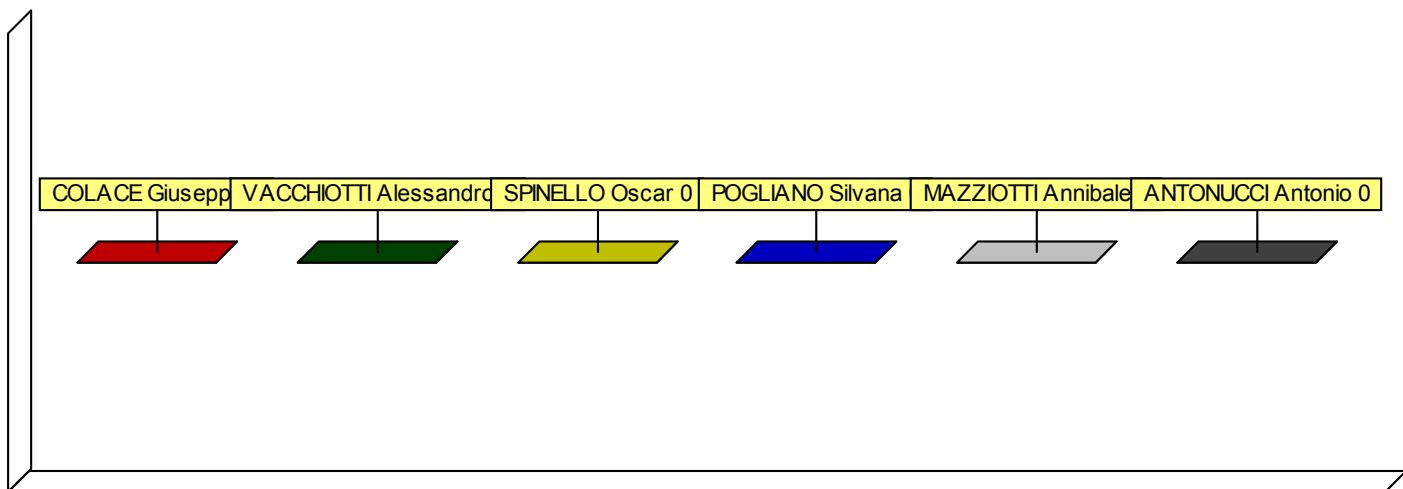 COLACE Giusepp
VACCHIOTTI Alessandro
SPINELLO Oscar 0
POGLIANO Silvana
MAZZIOTTI Annibale
ANTONUCCI Antonio 0